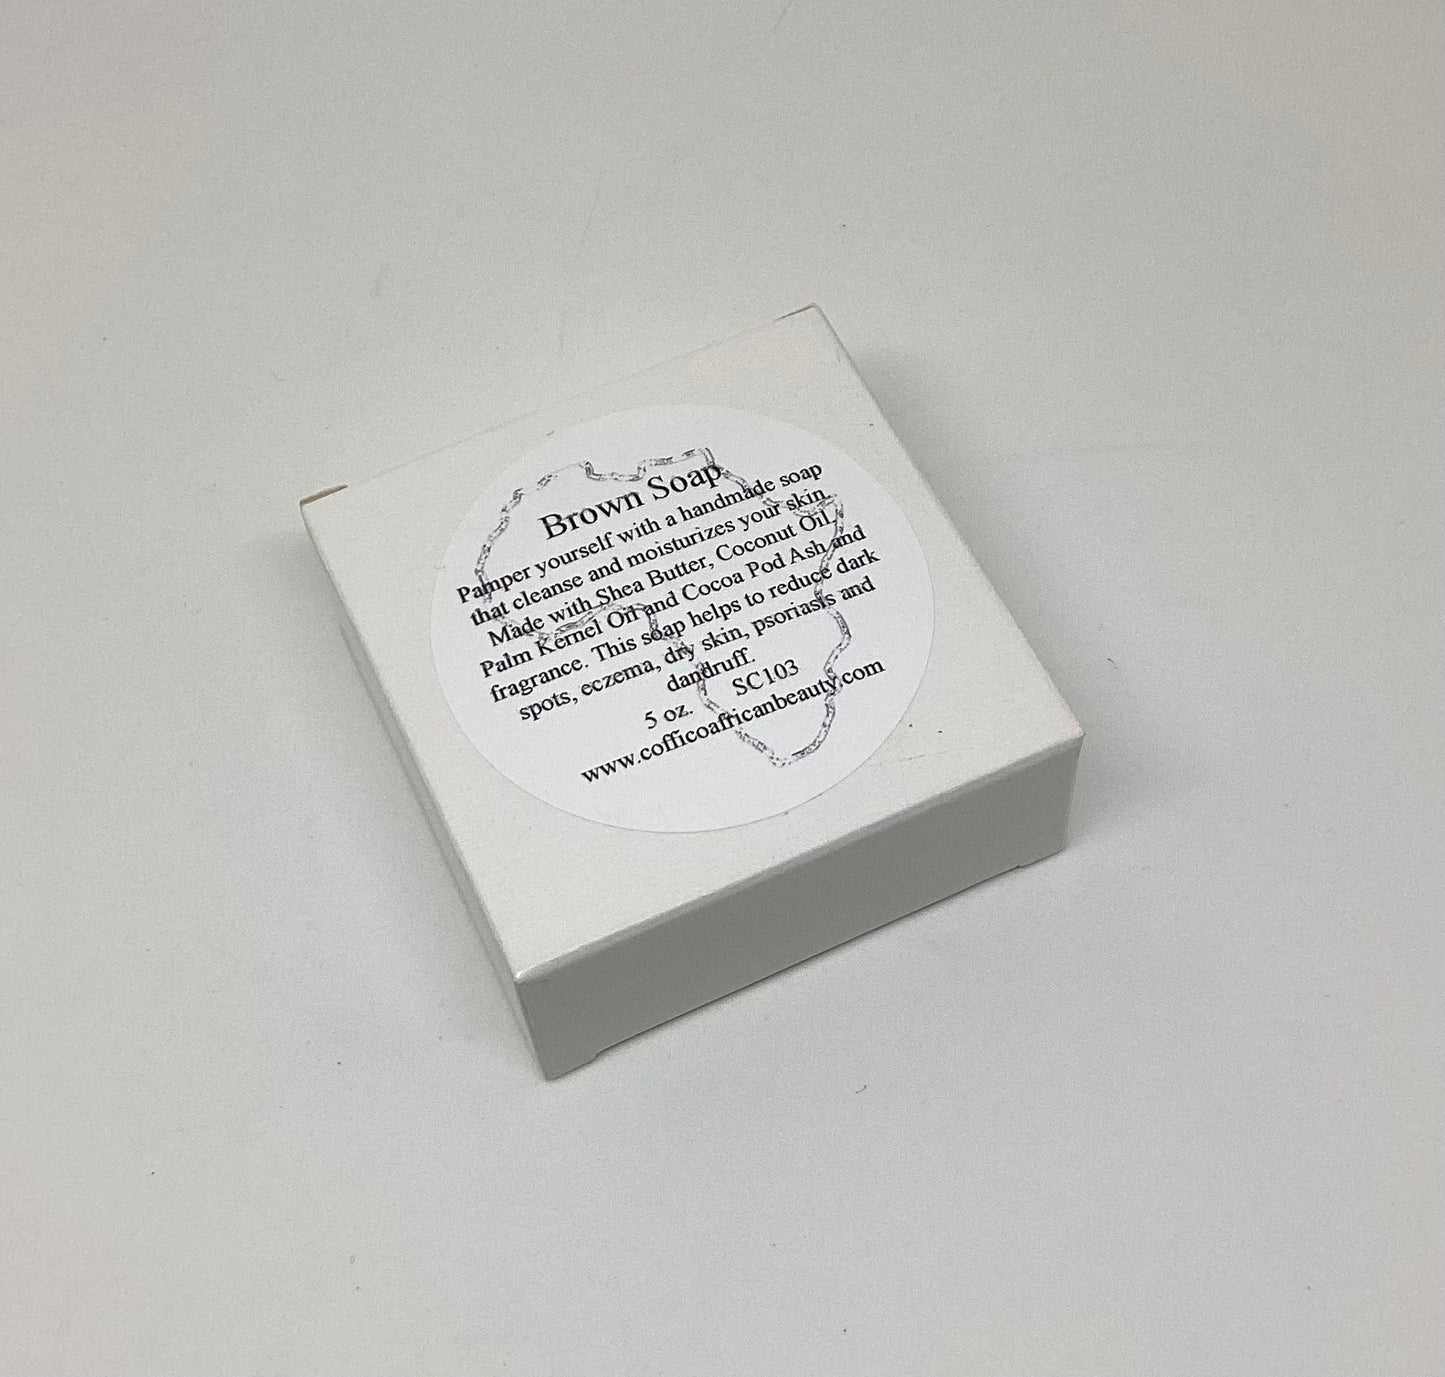 Brown Soap
Pamper yourself with a handmade soap
that cleanse and moisturizes your skin.
Made with Shea Butter, Coconut Oil,
Palm Kernel Oil and Cocoa Pod Ash and
fragrance. This soap helps to reduce dark
spots, eczema, dry skin, psoriasis and
dandruff.
5 oz. SC103
www.cofficoafricanbeauty.com